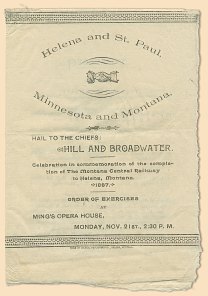 Helena and St. Paul,
Minnesota and Montana.
HAIL TO THE CHIEFS:
HILL AND BROADWATER.
Celebration in commemoration of the comple-
tion of The Montana Central Railway
to Helena, Montana.
1887.
ORDER OF EXERCISES
AT
MING'S OPERA HOUSE,
MONDAY, NOV. 21ST., 2:30 P. M.